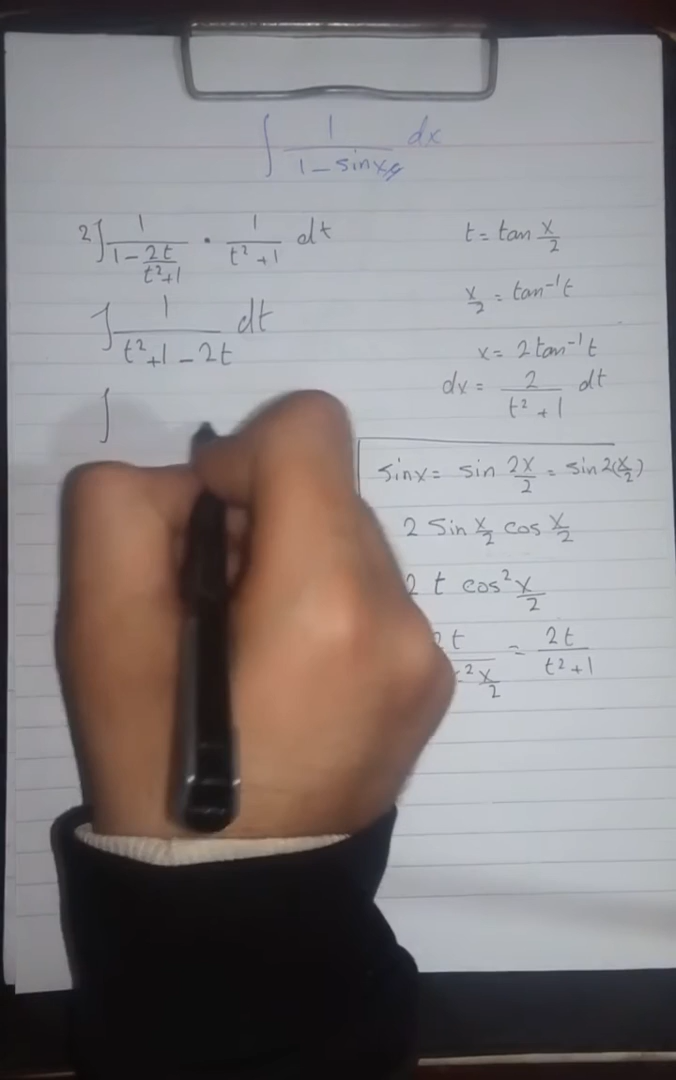 ∫ 1/(1 - sinx) dx
2∫ 1/(1 - 2t/(t²+1)) · 1/(t²+1) dt
∫ 1/(t²+1 - 2t) dt
∫
t = tan x/2
x/2 = tan⁻¹t
x = 2 tan⁻¹t
dx = 2/(t²+1) dt
sinx = sin 2x/2 = sin 2(x/2)
2 sin x/2 cos x/2
2 t cos² x/2
= 2t/(t²+1)